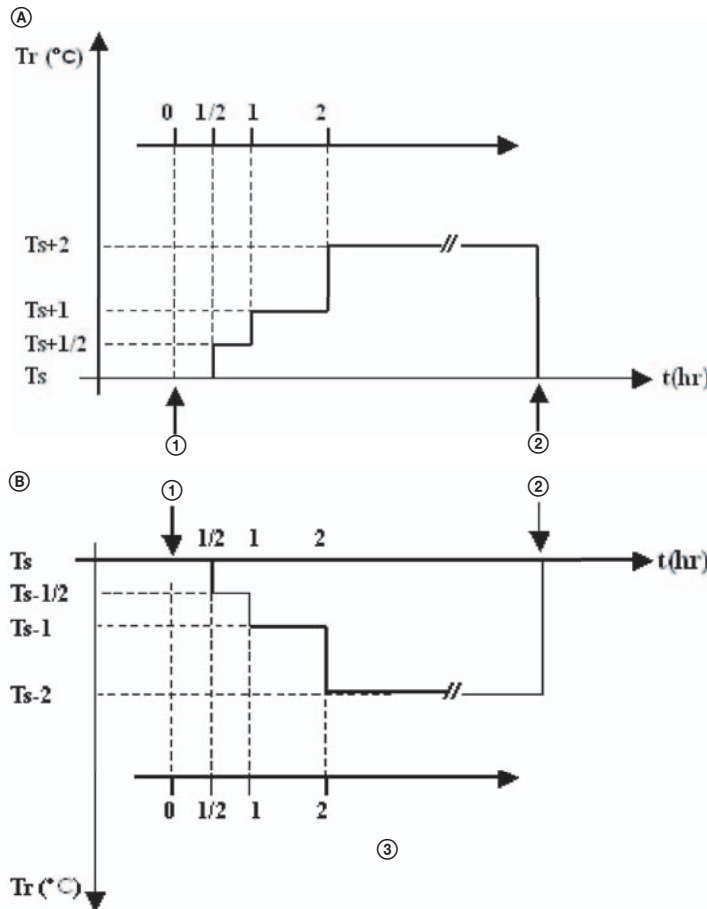 Ⓐ
Tr (°C)
0 1/2 1 2
Ts+2
Ts+1
Ts+1/2
Ts
t(hr)
① ②
Ⓑ
① ②
1/2 1 2
Ts
t(hr)
Ts-1/2
Ts-1
Ts-2
0 1/2 1 2
③
Tr (°C)